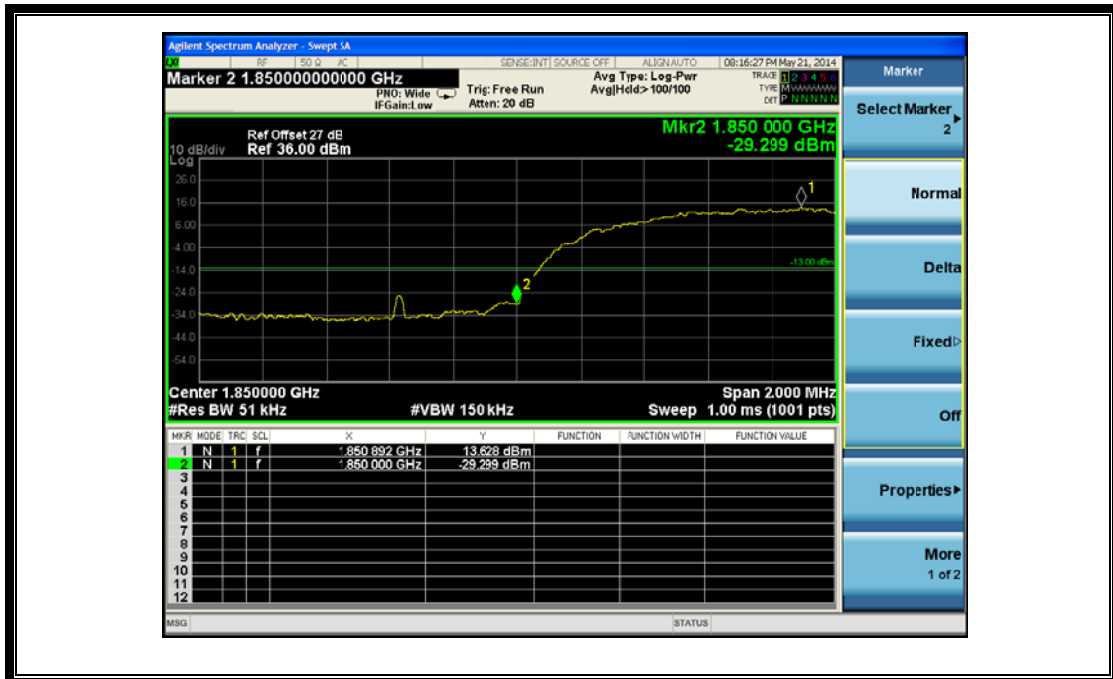 Agilent Spectrum Analyzer - Swept SA
LXI RF 50 Ω AC SENSE:INT SOURCE OFF ALIGN AUTO 08:16:27 PM May 21, 2014
Marker 2 1.850000000000 GHz
PNO: Wide
IFGain:Low
Trig: Free Run
Atten: 20 dB
Avg Type: Log-Pwr
Avg|Hold:> 100/100
TRACE 1 2 3 4 5 6
TYPE MWWWWW
DET P N N N N N
Ref Offset 27 dB
Ref 36.00 dBm
10 dB/div
Log
Mkr2 1.850 000 GHz
-29.299 dBm
26.0
16.0
6.00
-4.00
-14.0
-24.0
-34.0
-44.0
-54.0
1
2
-13.00 dBm
Center 1.850000 GHz Span 2.000 MHz
#Res BW 51 kHz #VBW 150 kHz Sweep 1.00 ms (1001 pts)
MKR MODE TRC SCL X Y FUNCTION FUNCTION WIDTH FUNCTION VALUE
1 N 1 f 1.850 892 GHz 13.628 dBm
2 N 1 f 1.850 000 GHz -29.299 dBm
3
4
5
6
7
8
9
10
11
12
MSG STATUS
Marker
Select Marker
2
Normal
Delta
Fixed
Off
Properties
More
1 of 2